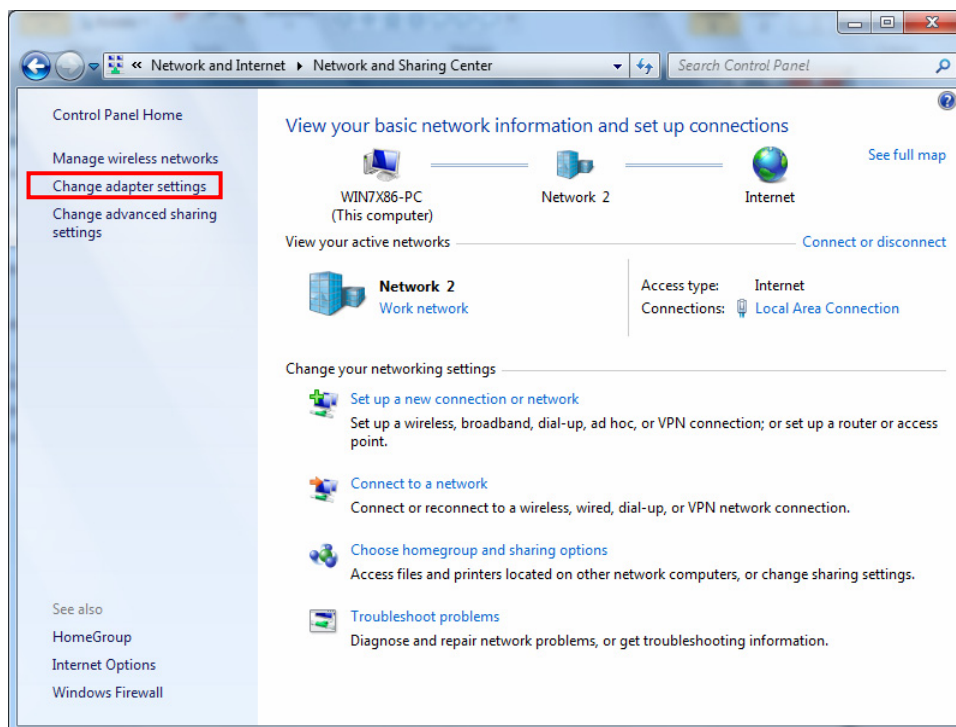 « Network and Internet ▸ Network and Sharing Center
Search Control Panel
Control Panel Home
Manage wireless networks
Change adapter settings
Change advanced sharing
settings
See also
HomeGroup
Internet Options
Windows Firewall
View your basic network information and set up connections
See full map
WIN7X86-PC
(This computer)
Network 2
Internet
View your active networks
Connect or disconnect
Network 2
Work network
Access type: Internet
Connections: Local Area Connection
Change your networking settings
Set up a new connection or network
Set up a wireless, broadband, dial-up, ad hoc, or VPN connection; or set up a router or access
point.
Connect to a network
Connect or reconnect to a wireless, wired, dial-up, or VPN network connection.
Choose homegroup and sharing options
Access files and printers located on other network computers, or change sharing settings.
Troubleshoot problems
Diagnose and repair network problems, or get troubleshooting information.